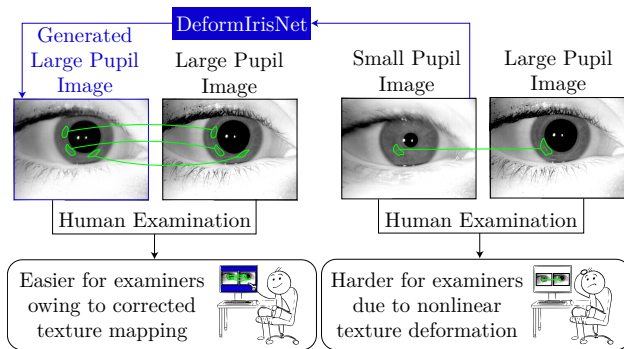 DeformIrisNet
Generated
Large Pupil
Image
Large Pupil
Image
Small Pupil
Image
Large Pupil
Image
Human Examination
Human Examination
Easier for examiners
owing to corrected
texture mapping
Harder for examiners
due to nonlinear
texture deformation